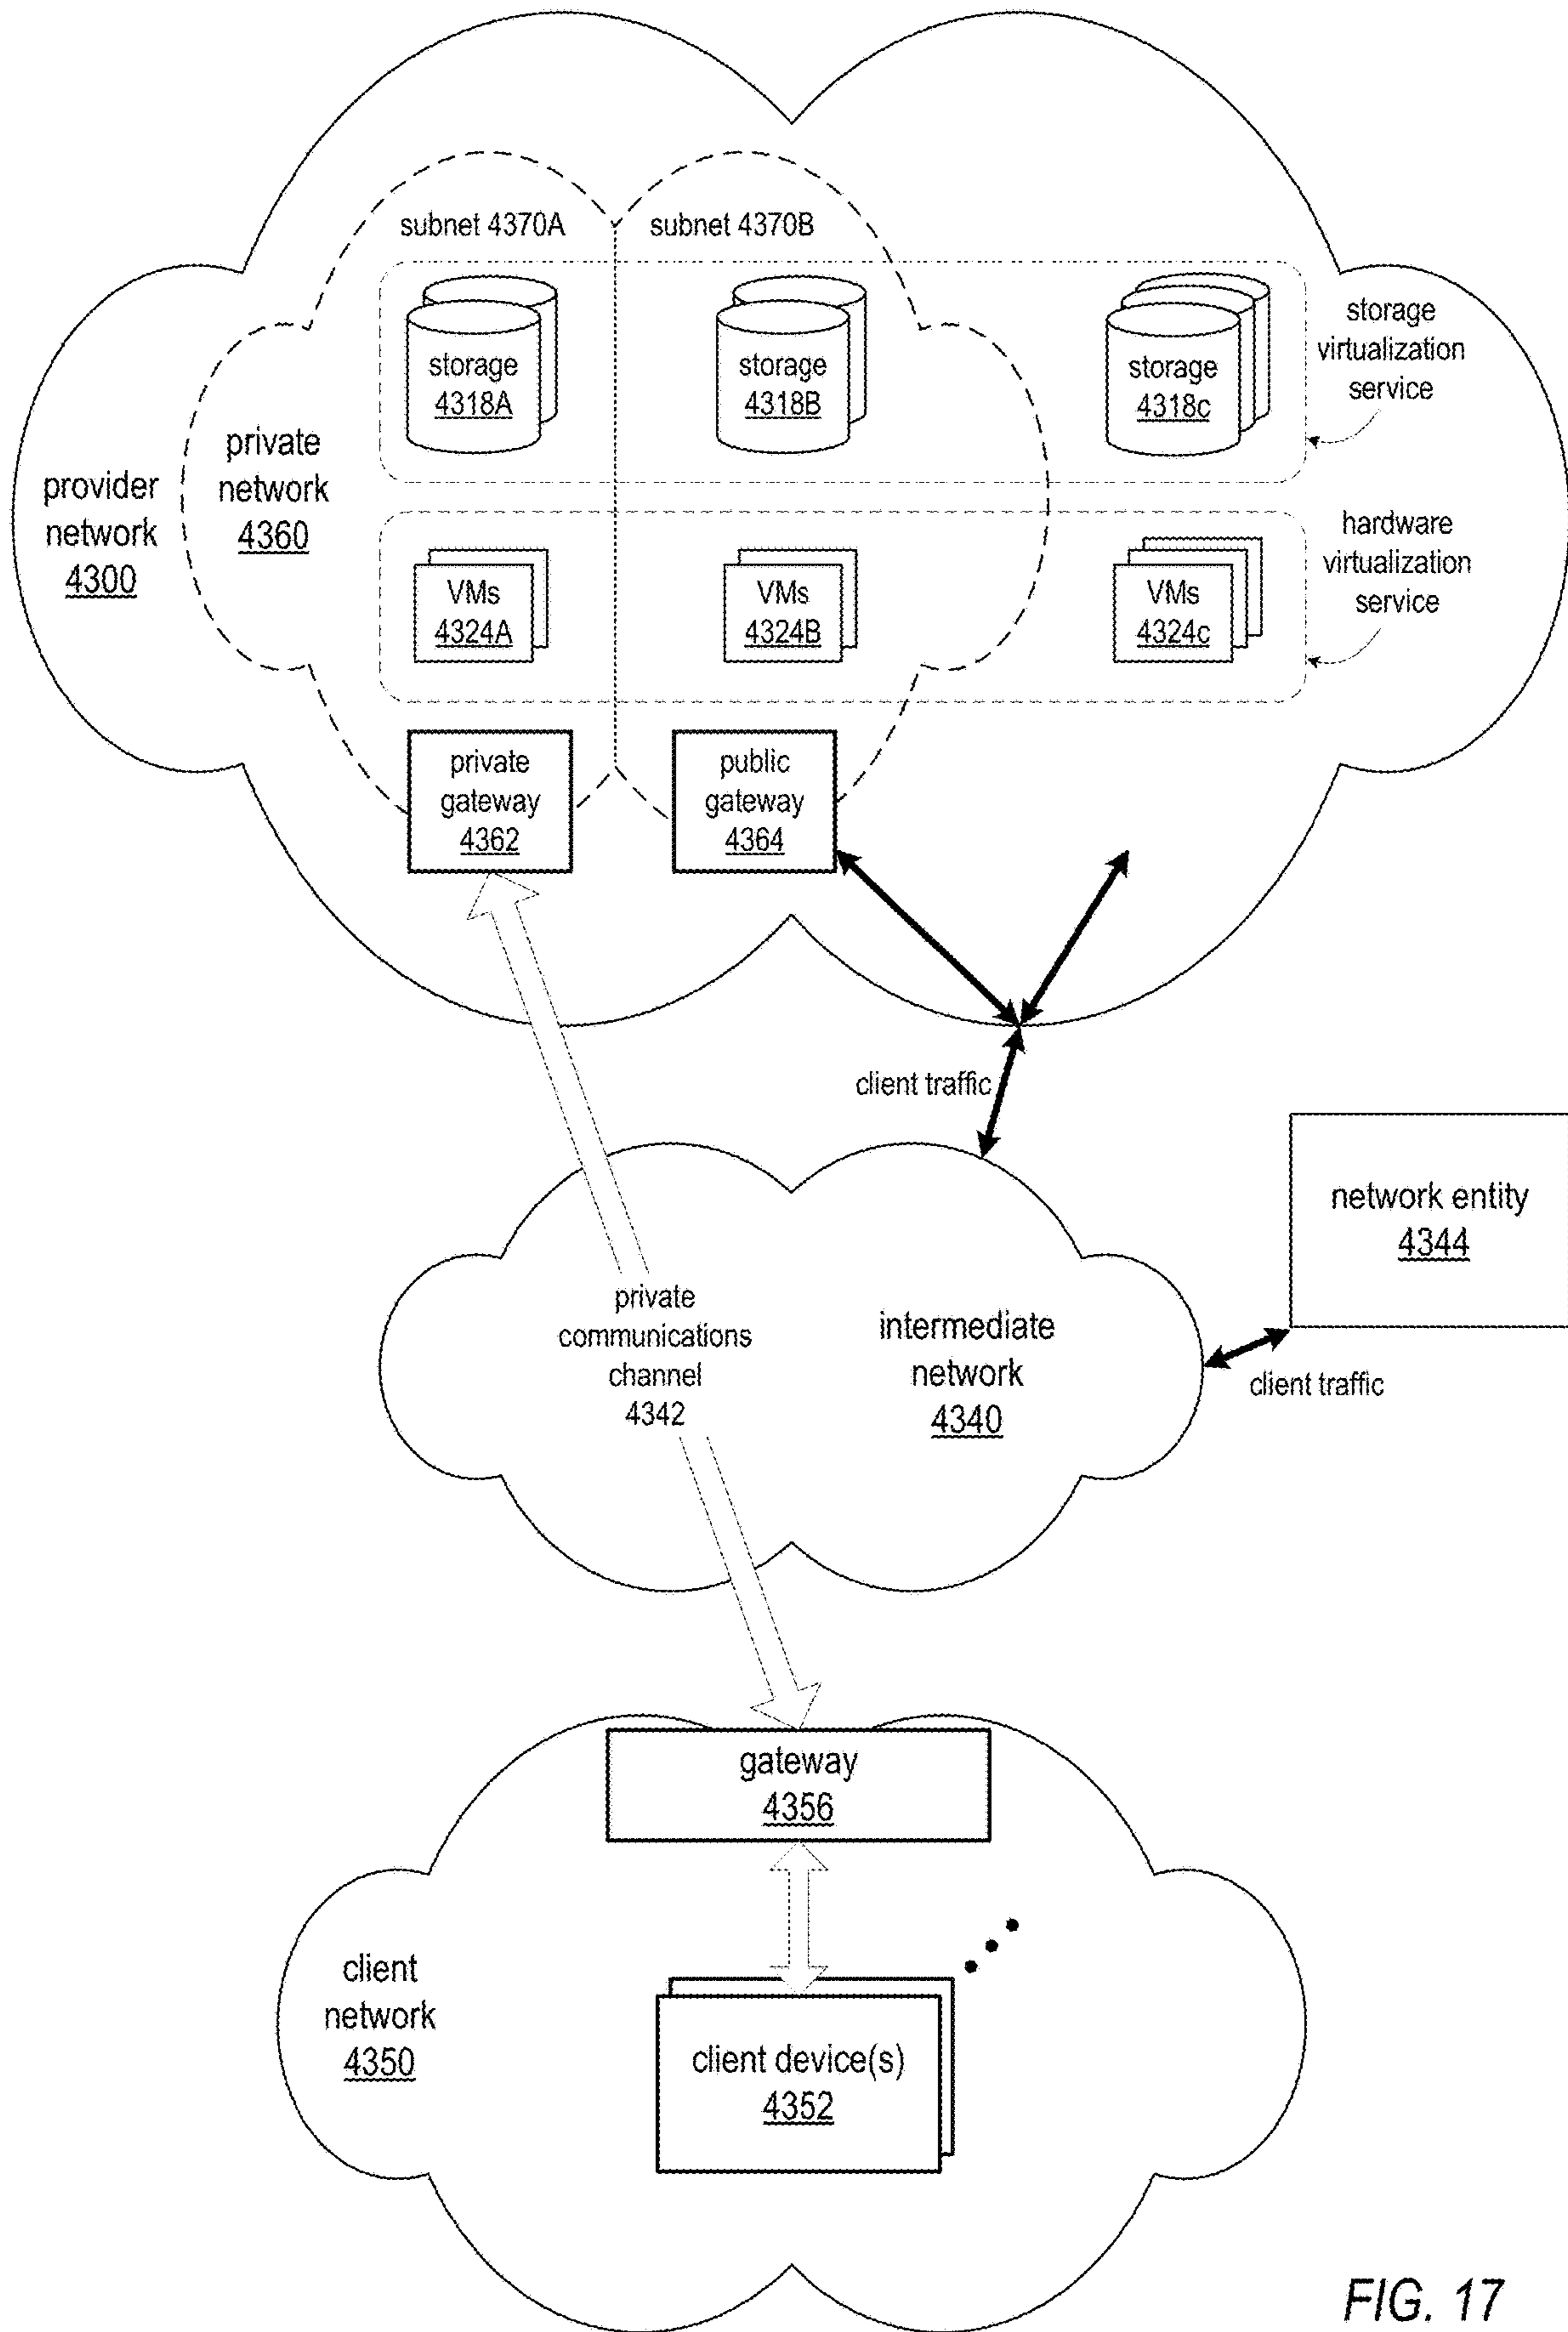 subnet 4370A
subnet 4370B
storage
4318A
storage
4318B
storage
4318c
storage
virtualization
service
private
network
4360
provider
network
4300
VMs
4324A
VMs
4324B
VMs
4324c
hardware
virtualization
service
private
gateway
4362
public
gateway
4364
client traffic
network entity
4344
private
communications
channel
4342
intermediate
network
4340
client traffic
gateway
4356
client
network
4350
client device(s)
4352
FIG. 17